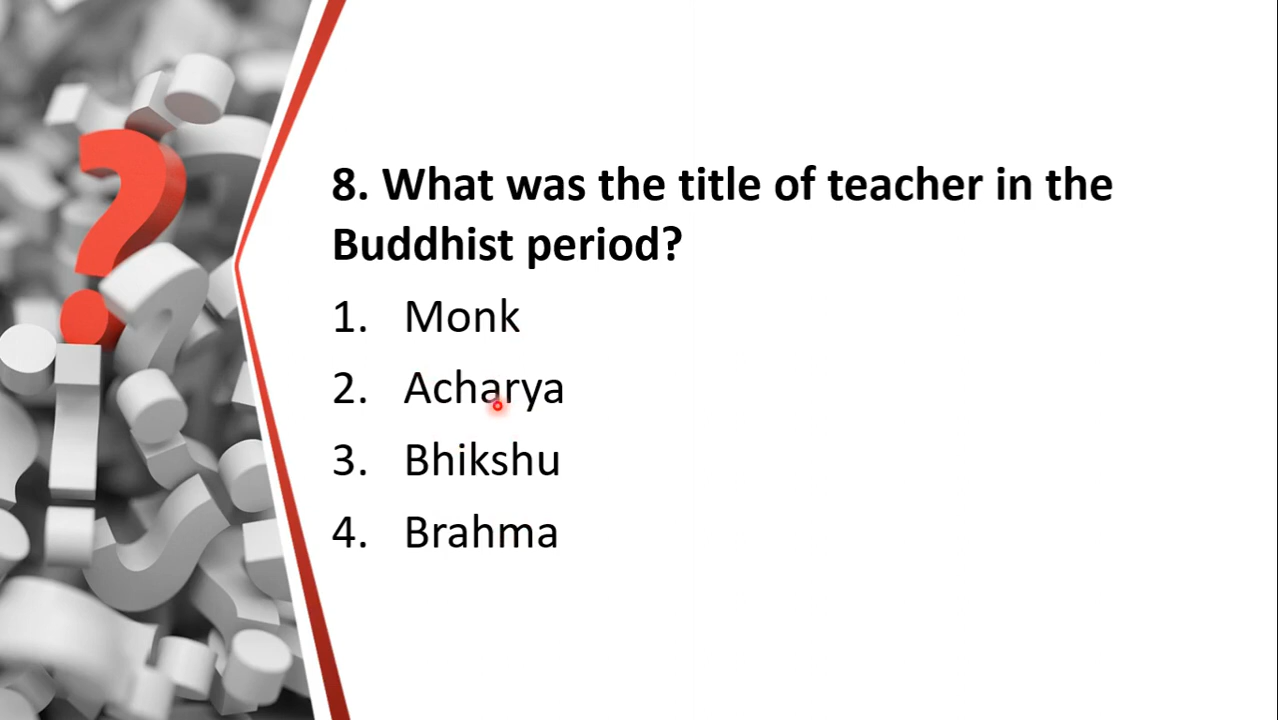 8. What was the title of teacher in the
Buddhist period?
1. Monk
2. Acharya
3. Bhikshu
4. Brahma